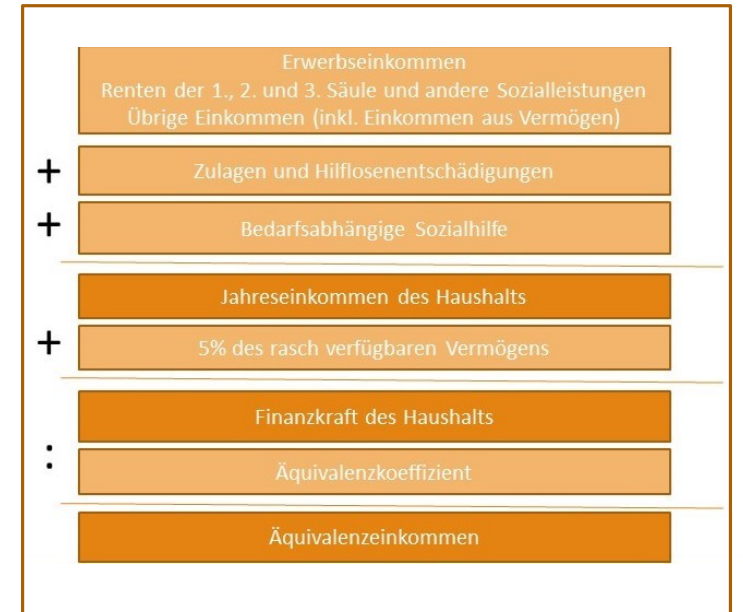 Erwerbseinkommen
Renten der 1., 2. und 3. Säule und andere Sozialleistungen
Übrige Einkommen (inkl. Einkommen aus Vermögen)
+ Zulagen und Hilflosenentschädigungen
+ Bedarfsabhängige Sozialhilfe
Jahreseinkommen des Haushalts
+ 5% des rasch verfügbaren Vermögens
Finanzkraft des Haushalts
: Äquivalenzkoeffizient
Äquivalenzeinkommen